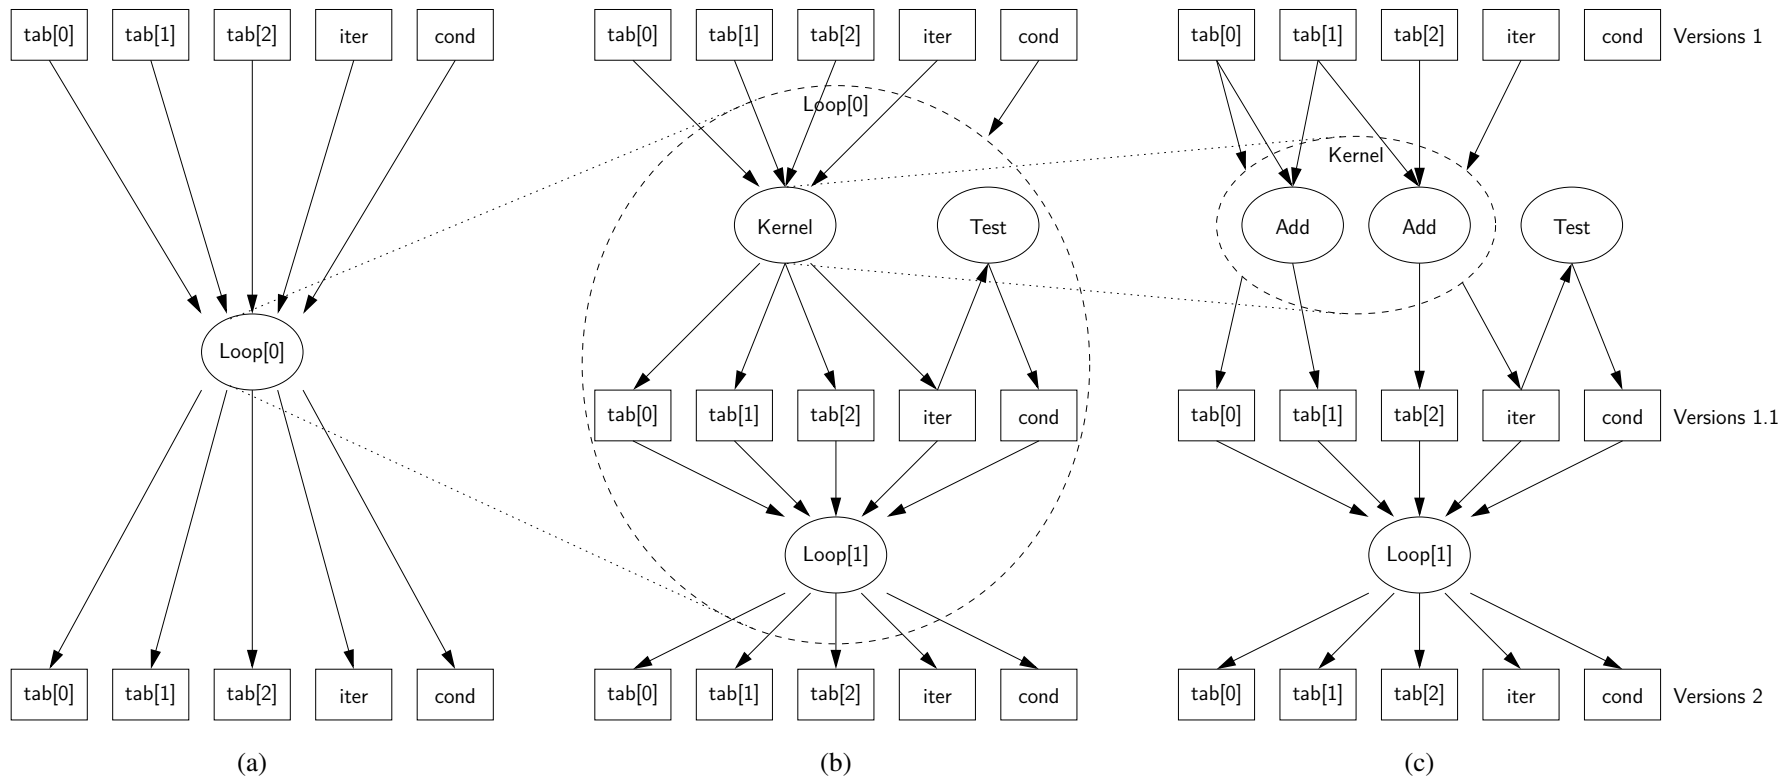 tab[0] tab[1] tab[2] iter cond tab[0] tab[1] tab[2] iter cond tab[0] tab[1] tab[2] iter cond Versions 1
Loop[0]
Kernel
Kernel Test Add Add Test
Loop[0]
tab[0] tab[1] tab[2] iter cond tab[0] tab[1] tab[2] iter cond Versions 1.1
Loop[1] Loop[1]
tab[0] tab[1] tab[2] iter cond tab[0] tab[1] tab[2] iter cond tab[0] tab[1] tab[2] iter cond Versions 2
(a) (b) (c)